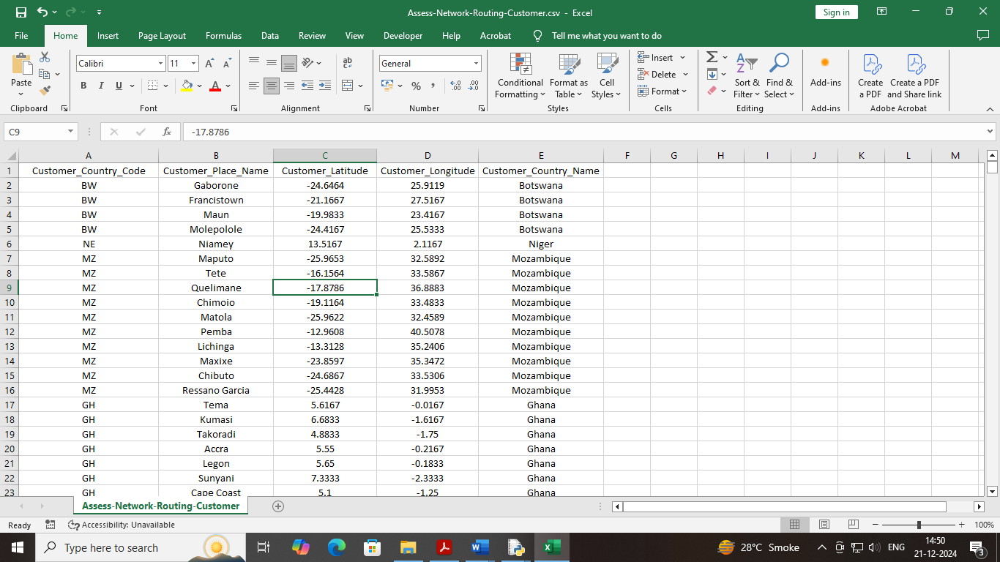 Assess-Network-Routing-Customer.csv - Excel
Sign in
File Home Insert Page Layout Formulas Data Review View Developer Help Acrobat Tell me what you want to do
Paste
Clipboard
Calibri 11
B I U
Font
ab
Alignment
General
Number
Conditional Formatting
Format as Table
Cell Styles
Styles
Insert
Delete
Format
Cells
Sort & Filter
Find & Select
Editing
Add-ins
Add-ins
Create a PDF
Create a PDF and Share link
Adobe Acrobat
C9 fx -17.8786
A B C D E F G H I J K L M
1 Customer_Country_Code Customer_Place_Name Customer_Latitude Customer_Longitude Customer_Country_Name
2 BW Gaborone -24.6464 25.9119 Botswana
3 BW Francistown -21.1667 27.5167 Botswana
4 BW Maun -19.9833 23.4167 Botswana
5 BW Molepolole -24.4167 25.5333 Botswana
6 NE Niamey 13.5167 2.1167 Niger
7 MZ Maputo -25.9653 32.5892 Mozambique
8 MZ Tete -16.1564 33.5867 Mozambique
9 MZ Quelimane -17.8786 36.8883 Mozambique
10 MZ Chimoio -19.1164 33.4833 Mozambique
11 MZ Matola -25.9622 32.4589 Mozambique
12 MZ Pemba -12.9608 40.5078 Mozambique
13 MZ Lichinga -13.3128 35.2406 Mozambique
14 MZ Maxixe -23.8597 35.3472 Mozambique
15 MZ Chibuto -24.6867 33.5306 Mozambique
16 MZ Ressano Garcia -25.4428 31.9953 Mozambique
17 GH Tema 5.6167 -0.0167 Ghana
18 GH Kumasi 6.6833 -1.6167 Ghana
19 GH Takoradi 4.8833 -1.75 Ghana
20 GH Accra 5.55 -0.2167 Ghana
21 GH Legon 5.65 -0.1833 Ghana
22 GH Sunyani 7.3333 -2.3333 Ghana
23 GH Cape Coast 5.1 -1.25 Ghana
Assess-Network-Routing-Customer
Ready Accessibility: Unavailable 100%
Type here to search 28°C Smoke ENG 14:50
21-12-2024 3